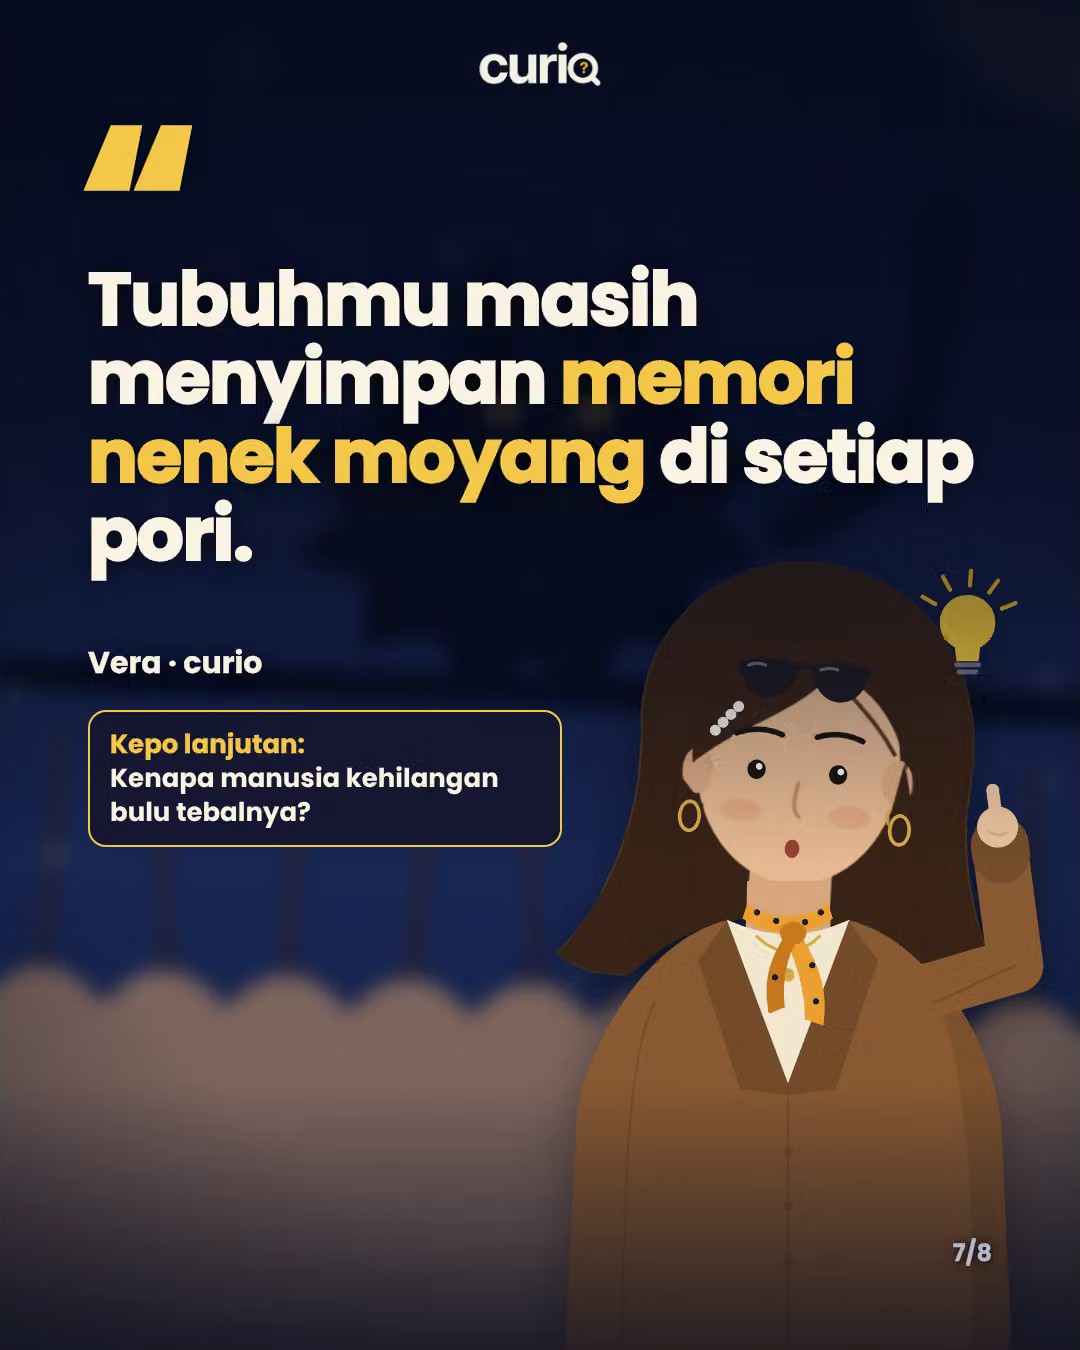 curio
Tubuhmu masih
menyimpan memori
nenek moyang di setiap
pori.
Vera · curio
Kepo lanjutan:
Kenapa manusia kehilangan
bulu tebalnya?
7/8